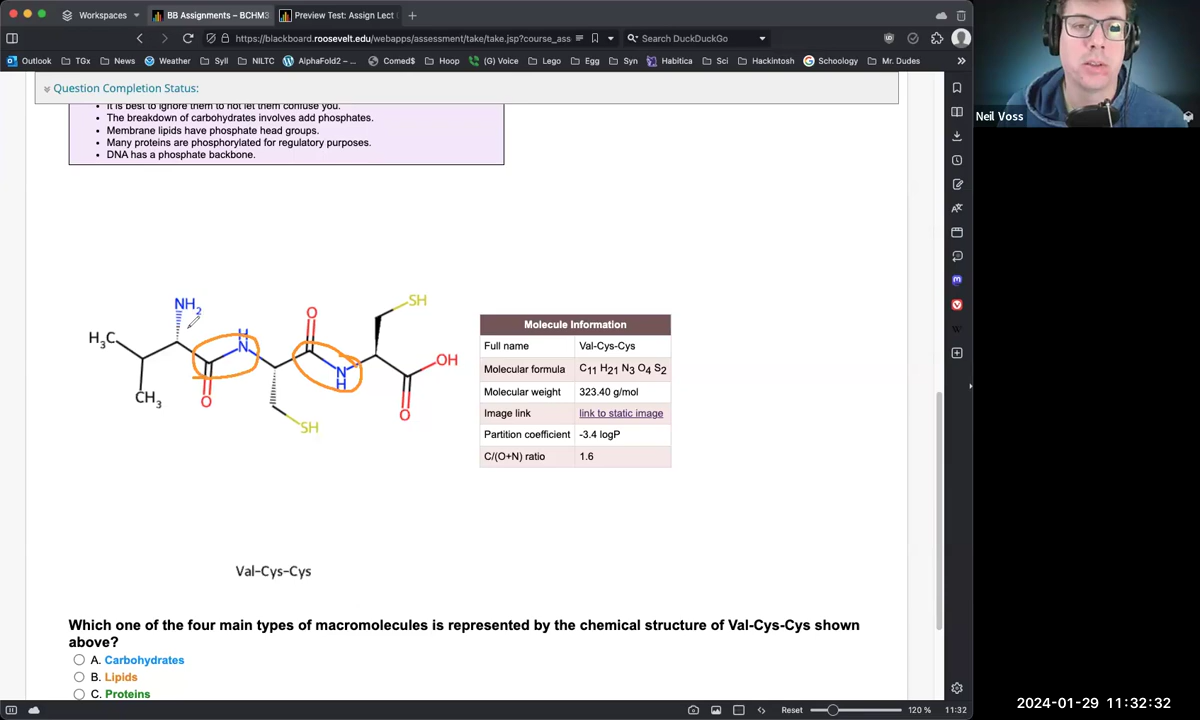 Workspaces
BB Assignments – BCHM3
Preview Test: Assign Lect
https://blackboard.roosevelt.edu/webapps/assessment/take/take.jsp?course_ass
Search DuckDuckGo
Outlook TGx News Weather Syll NILTC AlphaFold2 – ... Comed$ Hoop (G) Voice Lego Egg Syn Habitica Sci Hackintosh Schoology Mr. Dudes
Question Completion Status:
• It is best to ignore them to not let them confuse you.
• The breakdown of carbohydrates involves add phosphates.
• Membrane lipids have phosphate head groups.
• Many proteins are phosphorylated for regulatory purposes.
• DNA has a phosphate backbone.
Neil Voss
NH2
O
SH
H3C
H
N
OH
N
H
CH3
O
O
SH
Molecule Information
Full name Val-Cys-Cys
Molecular formula C11 H21 N3 O4 S2
Molecular weight 323.40 g/mol
Image link link to static image
Partition coefficient -3.4 logP
C/(O+N) ratio 1.6
Val-Cys-Cys
Which one of the four main types of macromolecules is represented by the chemical structure of Val-Cys-Cys shown
above?
A. Carbohydrates
B. Lipids
C. Proteins
Reset 120 % 11:32
2024-01-29 11:32:32